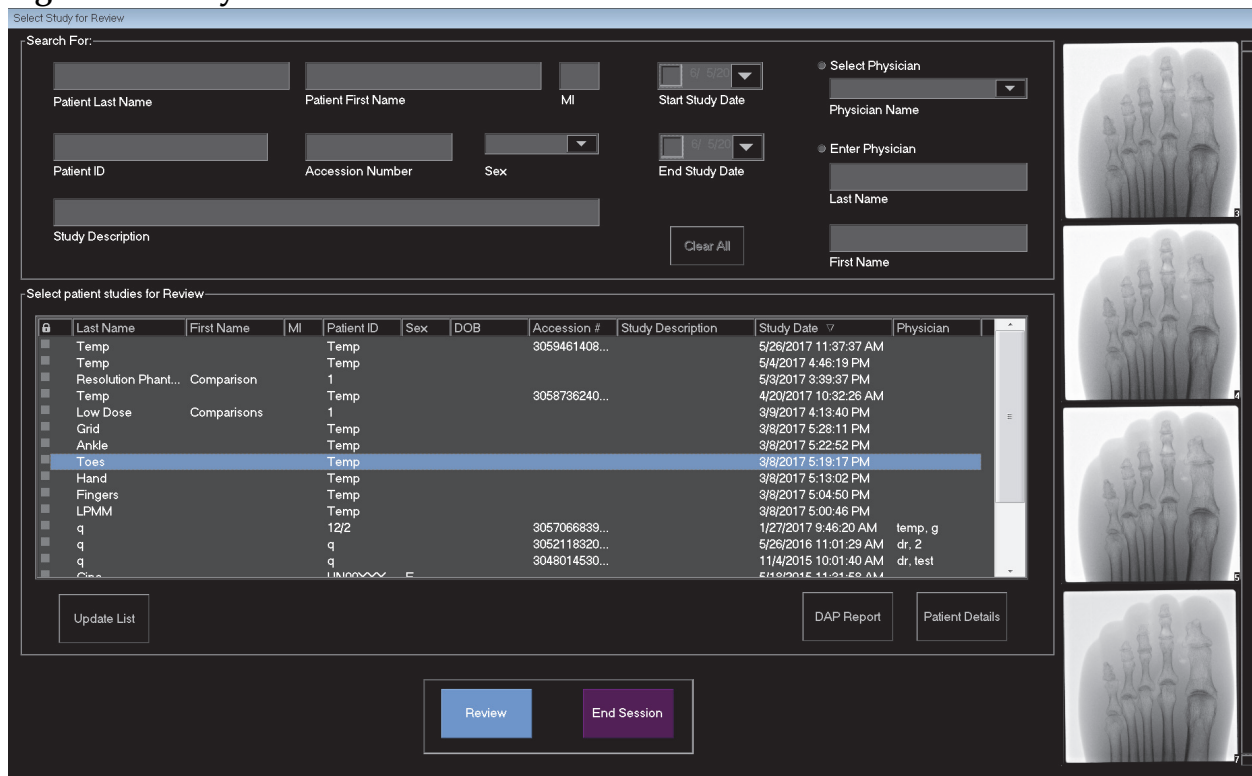 Select Study for Review
Search For:
Patient Last Name
Patient First Name
MI
6/ 5/20
Start Study Date
Select Physician
Physician Name
Patient ID
Accession Number
Sex
6/ 5/20
End Study Date
Enter Physician
Last Name
Study Description
Clear All
First Name
Select patient studies for Review
Last Name First Name MI Patient ID Sex DOB Accession # Study Description Study Date Physician
Temp Temp 3059461408... 5/26/2017 11:37:37 AM
Temp Temp 5/4/2017 4:46:19 PM
Resolution Phant... Comparison 1 5/3/2017 3:39:37 PM
Temp Temp 3058736240... 4/20/2017 10:32:26 AM
Low Dose Comparisons 1 3/9/2017 4:13:40 PM
Grid Temp 3/8/2017 5:28:11 PM
Ankle Temp 3/8/2017 5:22:52 PM
Toes Temp 3/8/2017 5:19:17 PM
Hand Temp 3/8/2017 5:13:02 PM
Fingers Temp 3/8/2017 5:04:50 PM
LPMM Temp 3/8/2017 5:00:46 PM
q 12/2 3057066839... 1/27/2017 9:46:20 AM temp, g
q q 3052118320... 5/26/2016 11:01:29 AM dr, 2
q q 3048014530... 11/4/2015 10:01:40 AM dr, test
Update List
DAP Report
Patient Details
Review
End Session
3
4
5
7